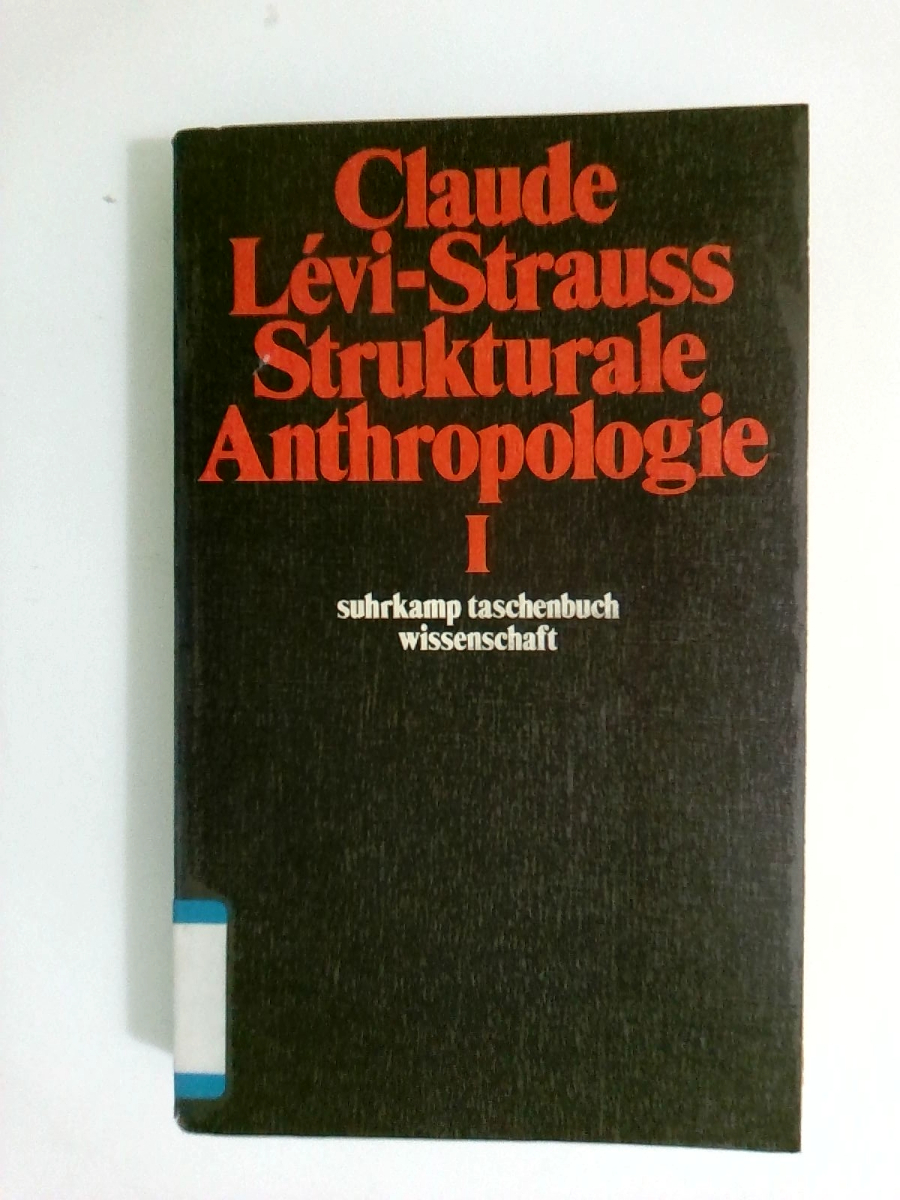 Claude
Lévi-Strauss
Strukturale
Anthropologie
I
suhrkamp taschenbuch
wissenschaft